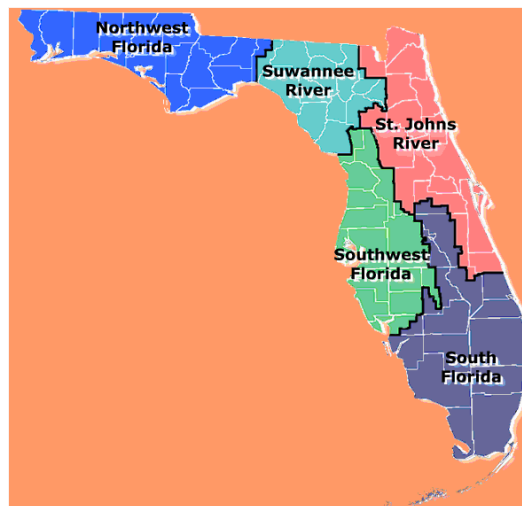 Northwest
Florida
Suwannee
River
St. Johns
River
Southwest
Florida
South
Florida